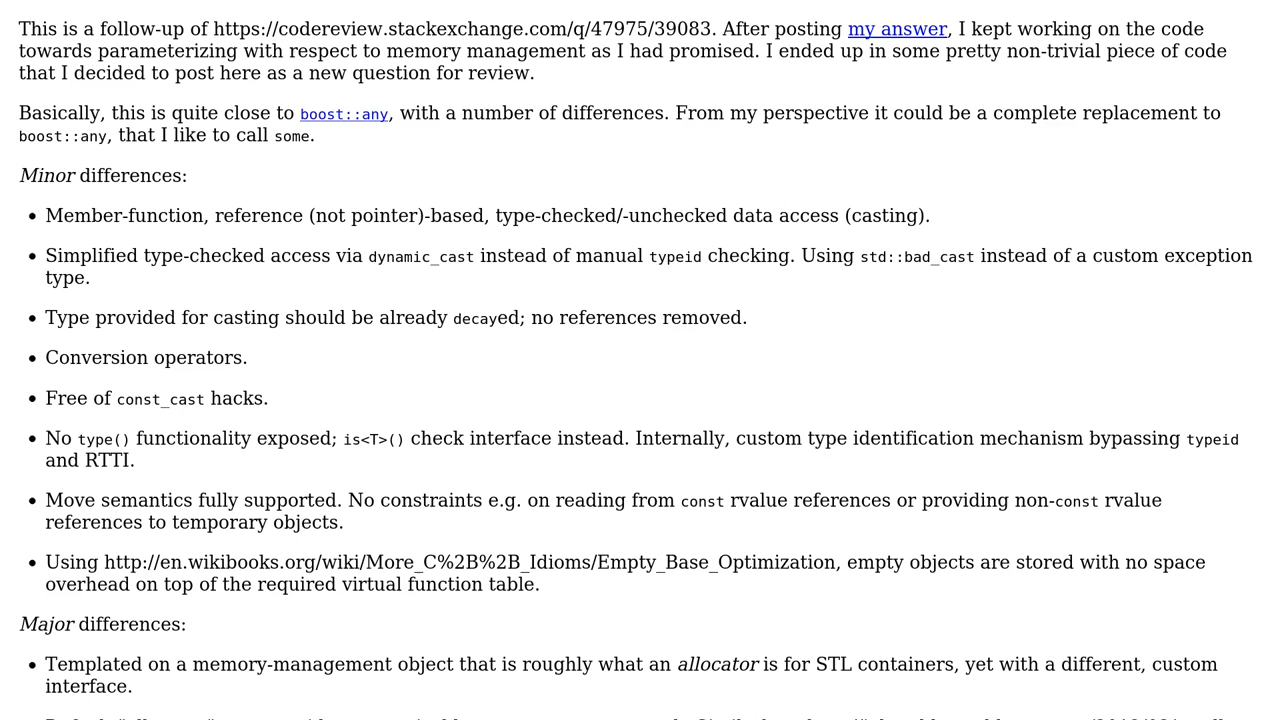 This is a follow-up of https://codereview.stackexchange.com/q/47975/39083. After posting my answer, I kept working on the code
towards parameterizing with respect to memory management as I had promised. I ended up in some pretty non-trivial piece of code
that I decided to post here as a new question for review.
Basically, this is quite close to boost::any, with a number of differences. From my perspective it could be a complete replacement to
boost::any, that I like to call some.
Minor differences:
• Member-function, reference (not pointer)-based, type-checked/-unchecked data access (casting).
• Simplified type-checked access via dynamic_cast instead of manual typeid checking. Using std::bad_cast instead of a custom exception
type.
• Type provided for casting should be already decayed; no references removed.
• Conversion operators.
• Free of const_cast hacks.
• No type() functionality exposed; is<T>() check interface instead. Internally, custom type identification mechanism bypassing typeid
and RTTI.
• Move semantics fully supported. No constraints e.g. on reading from const rvalue references or providing non-const rvalue
references to temporary objects.
• Using http://en.wikibooks.org/wiki/More_C%2B%2B_Idioms/Empty_Base_Optimization, empty objects are stored with no space
overhead on top of the required virtual function table.
Major differences:
• Templated on a memory-management object that is roughly what an allocator is for STL containers, yet with a different, custom
interface.